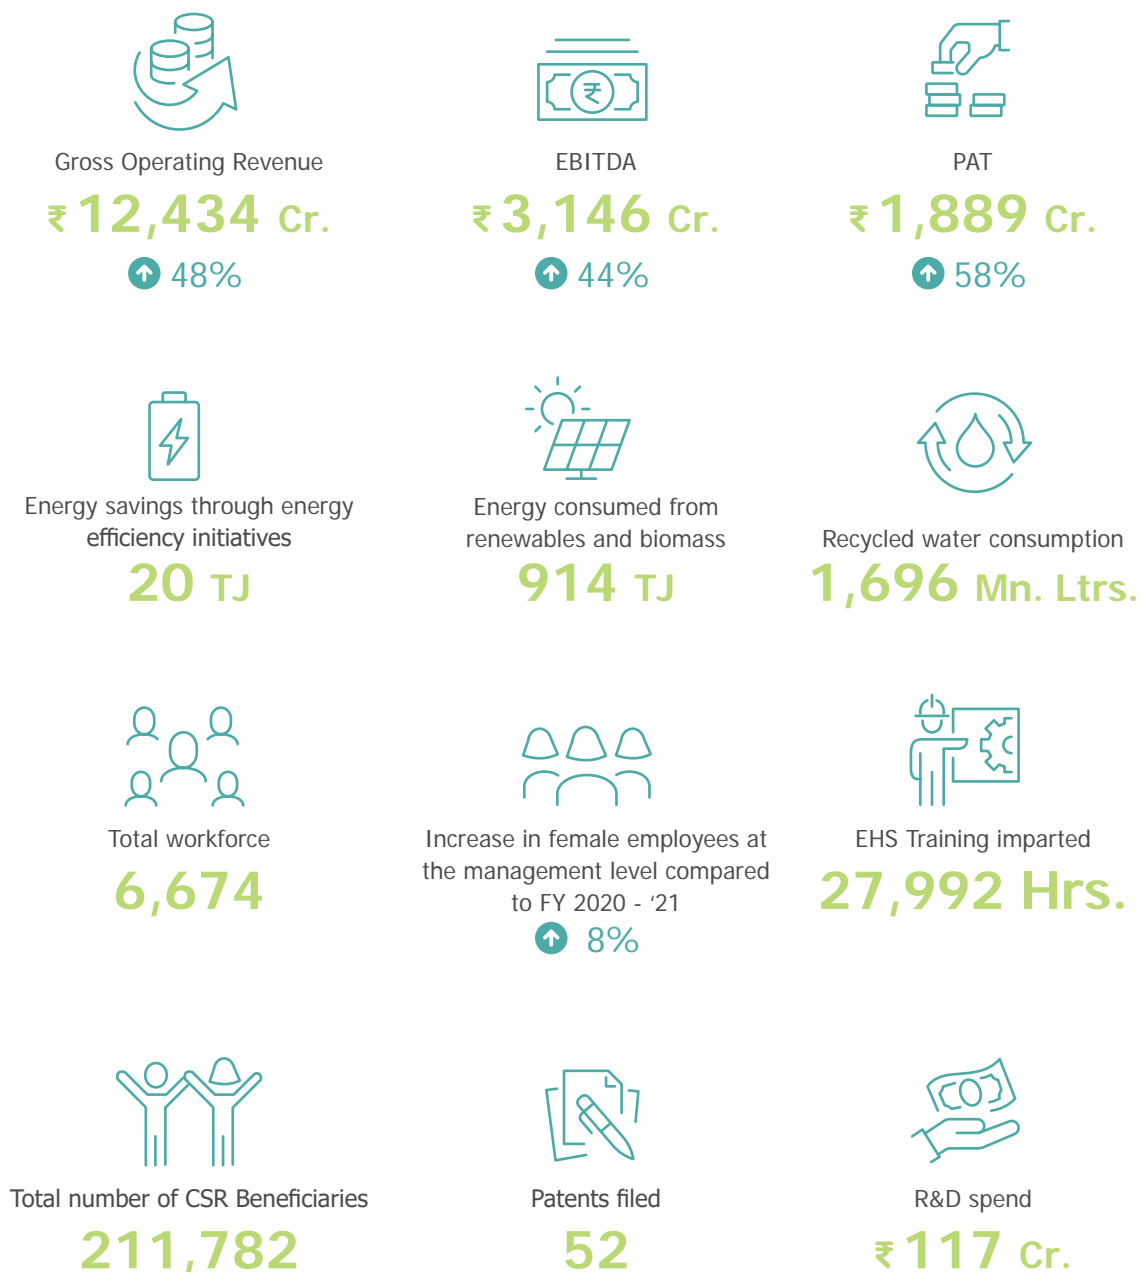 Gross Operating Revenue
₹ 12,434 Cr.
48%
EBITDA
₹ 3,146 Cr.
44%
PAT
₹ 1,889 Cr.
58%
Energy savings through energy
efficiency initiatives
20 TJ
Energy consumed from
renewables and biomass
914 TJ
Recycled water consumption
1,696 Mn. Ltrs.
Total workforce
6,674
Increase in female employees at
the management level compared
to FY 2020 - ‘21
8%
EHS Training imparted
27,992 Hrs.
Total number of CSR Beneficiaries
211,782
Patents filed
52
R&D spend
₹ 117 Cr.